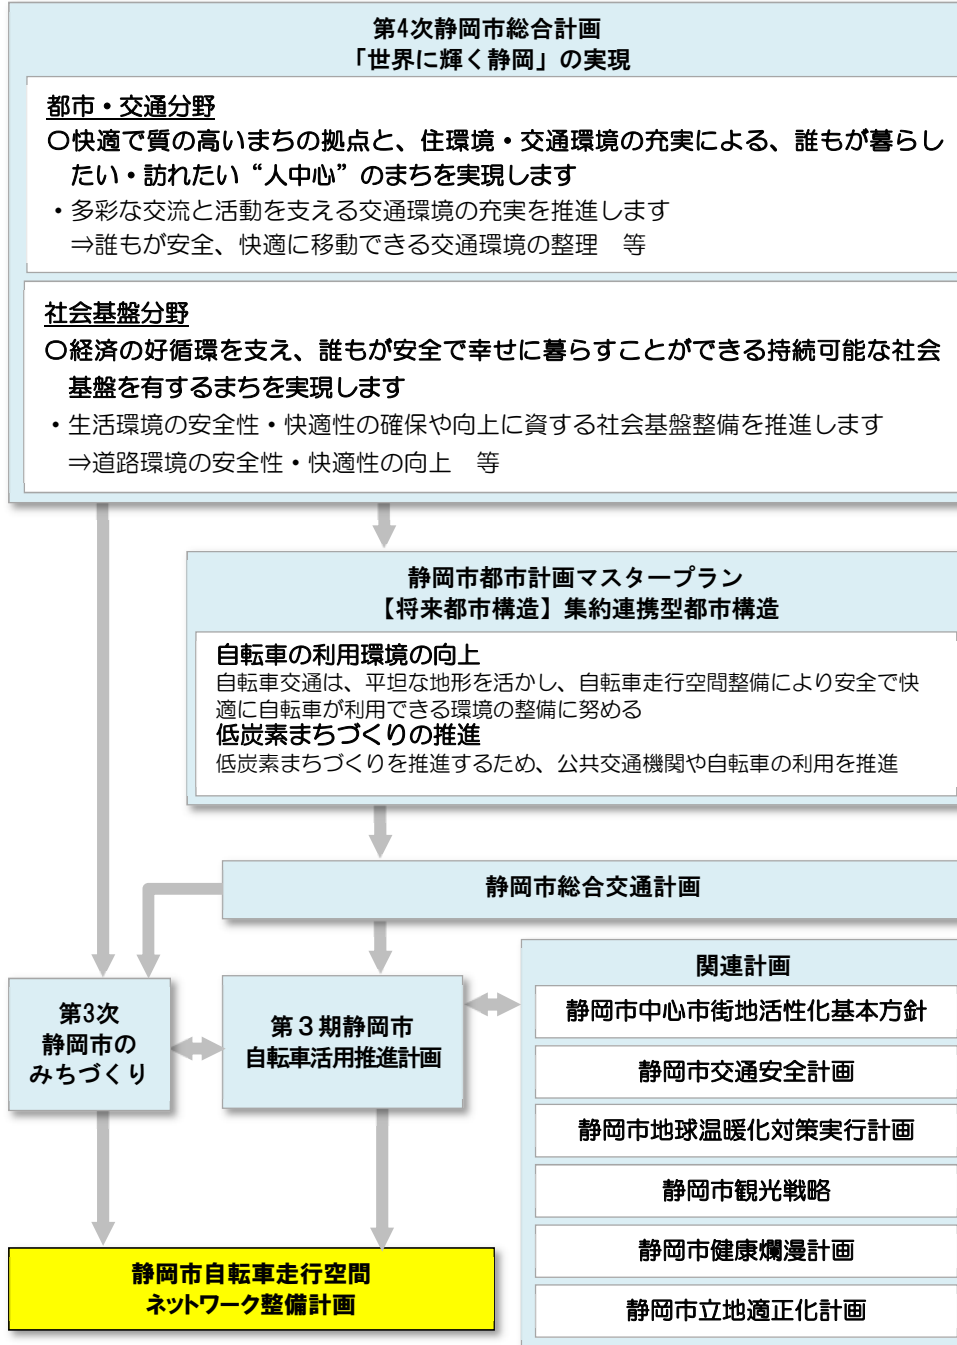 第4次静岡市総合計画
「世界に輝く静岡」の実現
都市・交通分野
〇快適で質の高いまちの拠点と、住環境・交通環境の充実による、誰もが暮らし
たい・訪れたい“人中心”のまちを実現します
・多彩な交流と活動を支える交通環境の充実を推進します
⇒誰もが安全、快適に移動できる交通環境の整理　等
社会基盤分野
〇経済の好循環を支え、誰もが安全で幸せに暮らすことができる持続可能な社会
基盤を有するまちを実現します
・生活環境の安全性・快適性の確保や向上に資する社会基盤整備を推進します
⇒道路環境の安全性・快適性の向上　等
静岡市都市計画マスタープラン
【将来都市構造】集約連携型都市構造
自転車の利用環境の向上
自転車交通は、平坦な地形を活かし、自転車走行空間整備により安全で快
適に自転車が利用できる環境の整備に努める
低炭素まちづくりの推進
低炭素まちづくりを推進するため、公共交通機関や自転車の利用を推進
静岡市総合交通計画
第3次
静岡市の
みちづくり
第３期静岡市
自転車活用推進計画
関連計画
静岡市中心市街地活性化基本方針
静岡市交通安全計画
静岡市地球温暖化対策実行計画
静岡市観光戦略
静岡市健康爛漫計画
静岡市立地適正化計画
静岡市自転車走行空間
ネットワーク整備計画